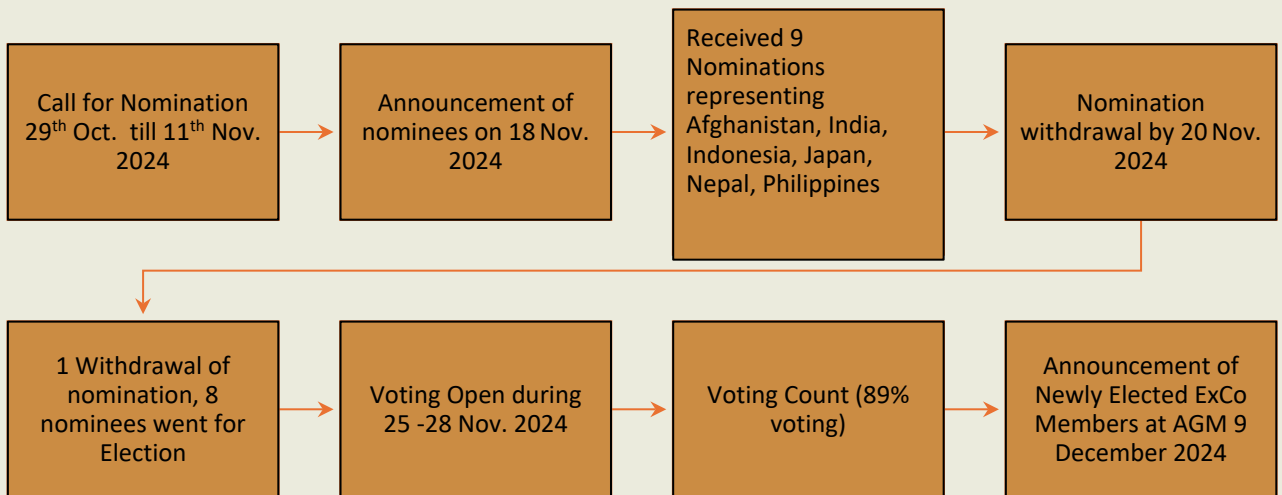 Call for Nomination
29th Oct. till 11th Nov.
2024
Announcement of
nominees on 18 Nov.
2024
Received 9
Nominations
representing
Afghanistan, India,
Indonesia, Japan,
Nepal, Philippines
Nomination
withdrawal by 20 Nov.
2024
1 Withdrawal of
nomination, 8
nominees went for
Election
Voting Open during
25 -28 Nov. 2024
Voting Count (89%
voting)
Announcement of
Newly Elected ExCo
Members at AGM 9
December 2024